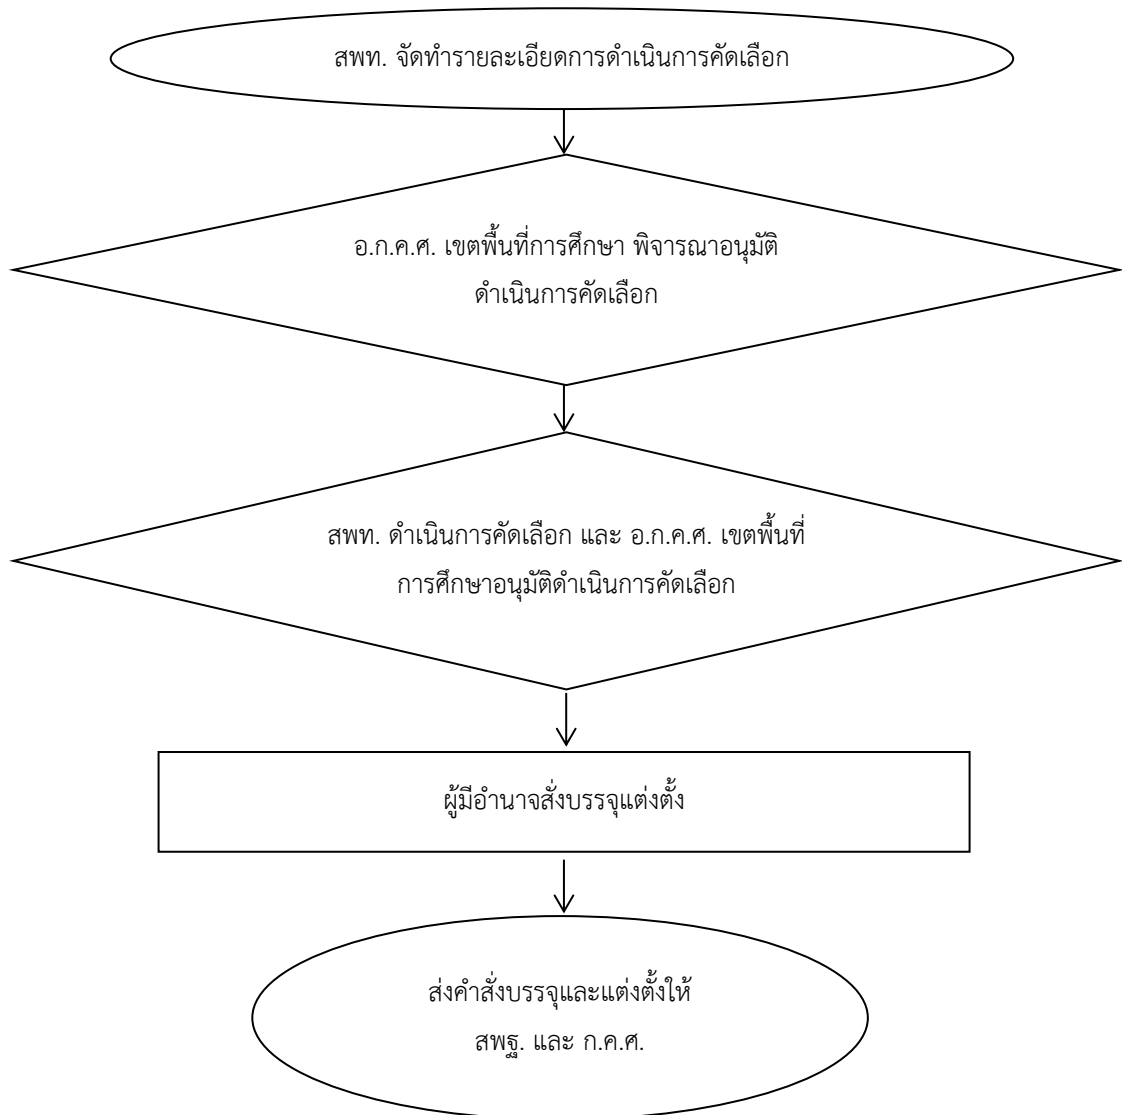 สพท. จัดทำรายละเอียดการดำเนินการคัดเลือก
อ.ก.ค.ศ. เขตพื้นที่การศึกษา พิจารณาอนุมัติ
ดำเนินการคัดเลือก
สพท. ดำเนินการคัดเลือก และ อ.ก.ค.ศ. เขตพื้นที่
การศึกษาอนุมัติดำเนินการคัดเลือก
ผู้มีอำนาจสั่งบรรจุแต่งตั้ง
ส่งคำสั่งบรรจุและแต่งตั้งให้
สพฐ. และ ก.ค.ศ.